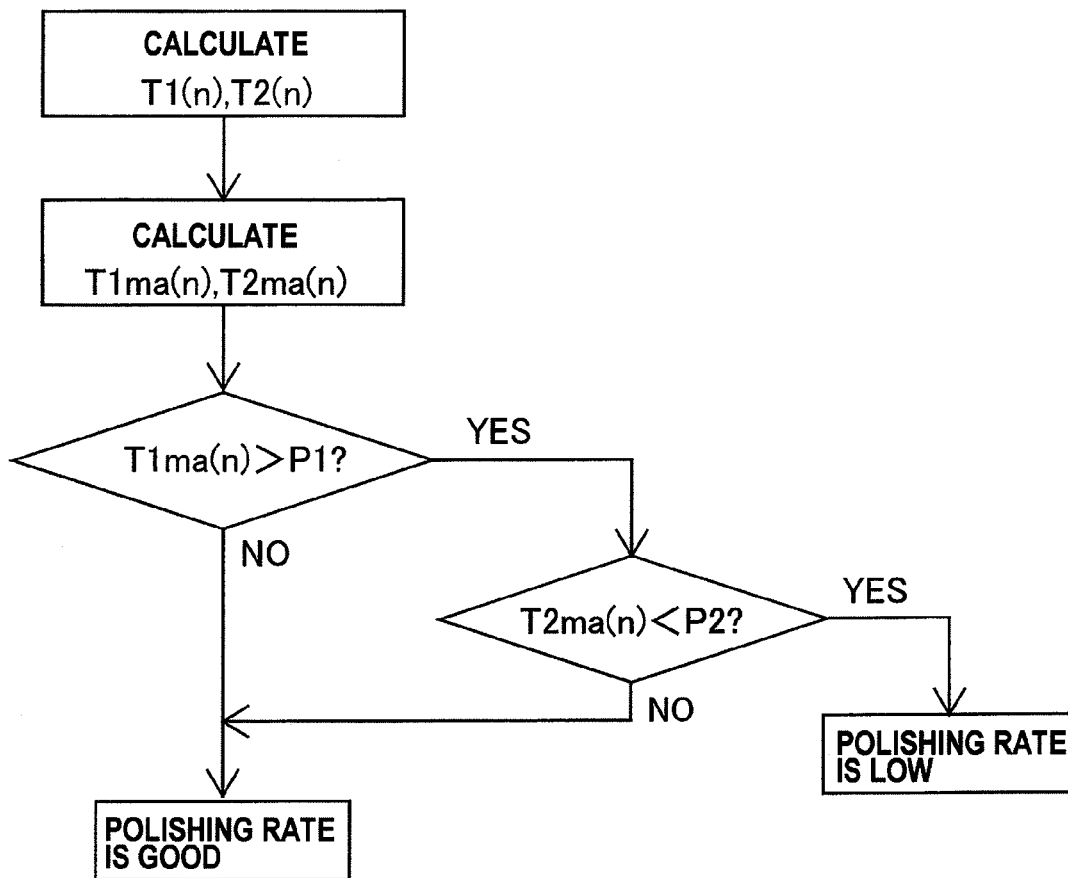 CALCULATE
T1(n),T2(n)
CALCULATE
T1ma(n),T2ma(n)
T1ma(n)＞P1?
YES
NO
T2ma(n)＜P2?
YES
NO
POLISHING RATE
IS LOW
POLISHING RATE
IS GOOD